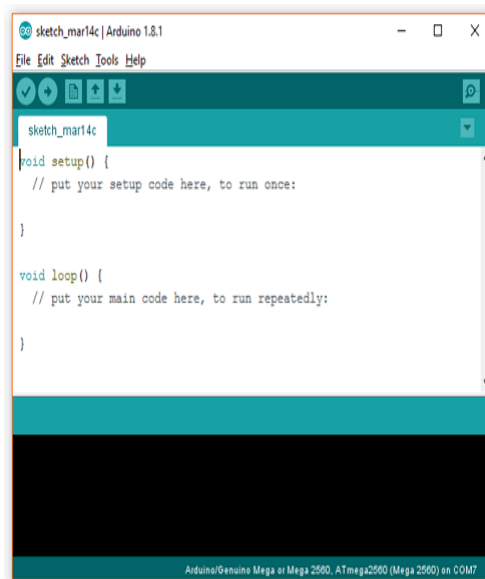 sketch_mar14c | Arduino 1.8.1
File Edit Sketch Tools Help
sketch_mar14c
void setup() {
// put your setup code here, to run once:
}
void loop() {
// put your main code here, to run repeatedly:
}
Arduino/Genuino Mega or Mega 2560, ATmega2560 (Mega 2560) on COM7